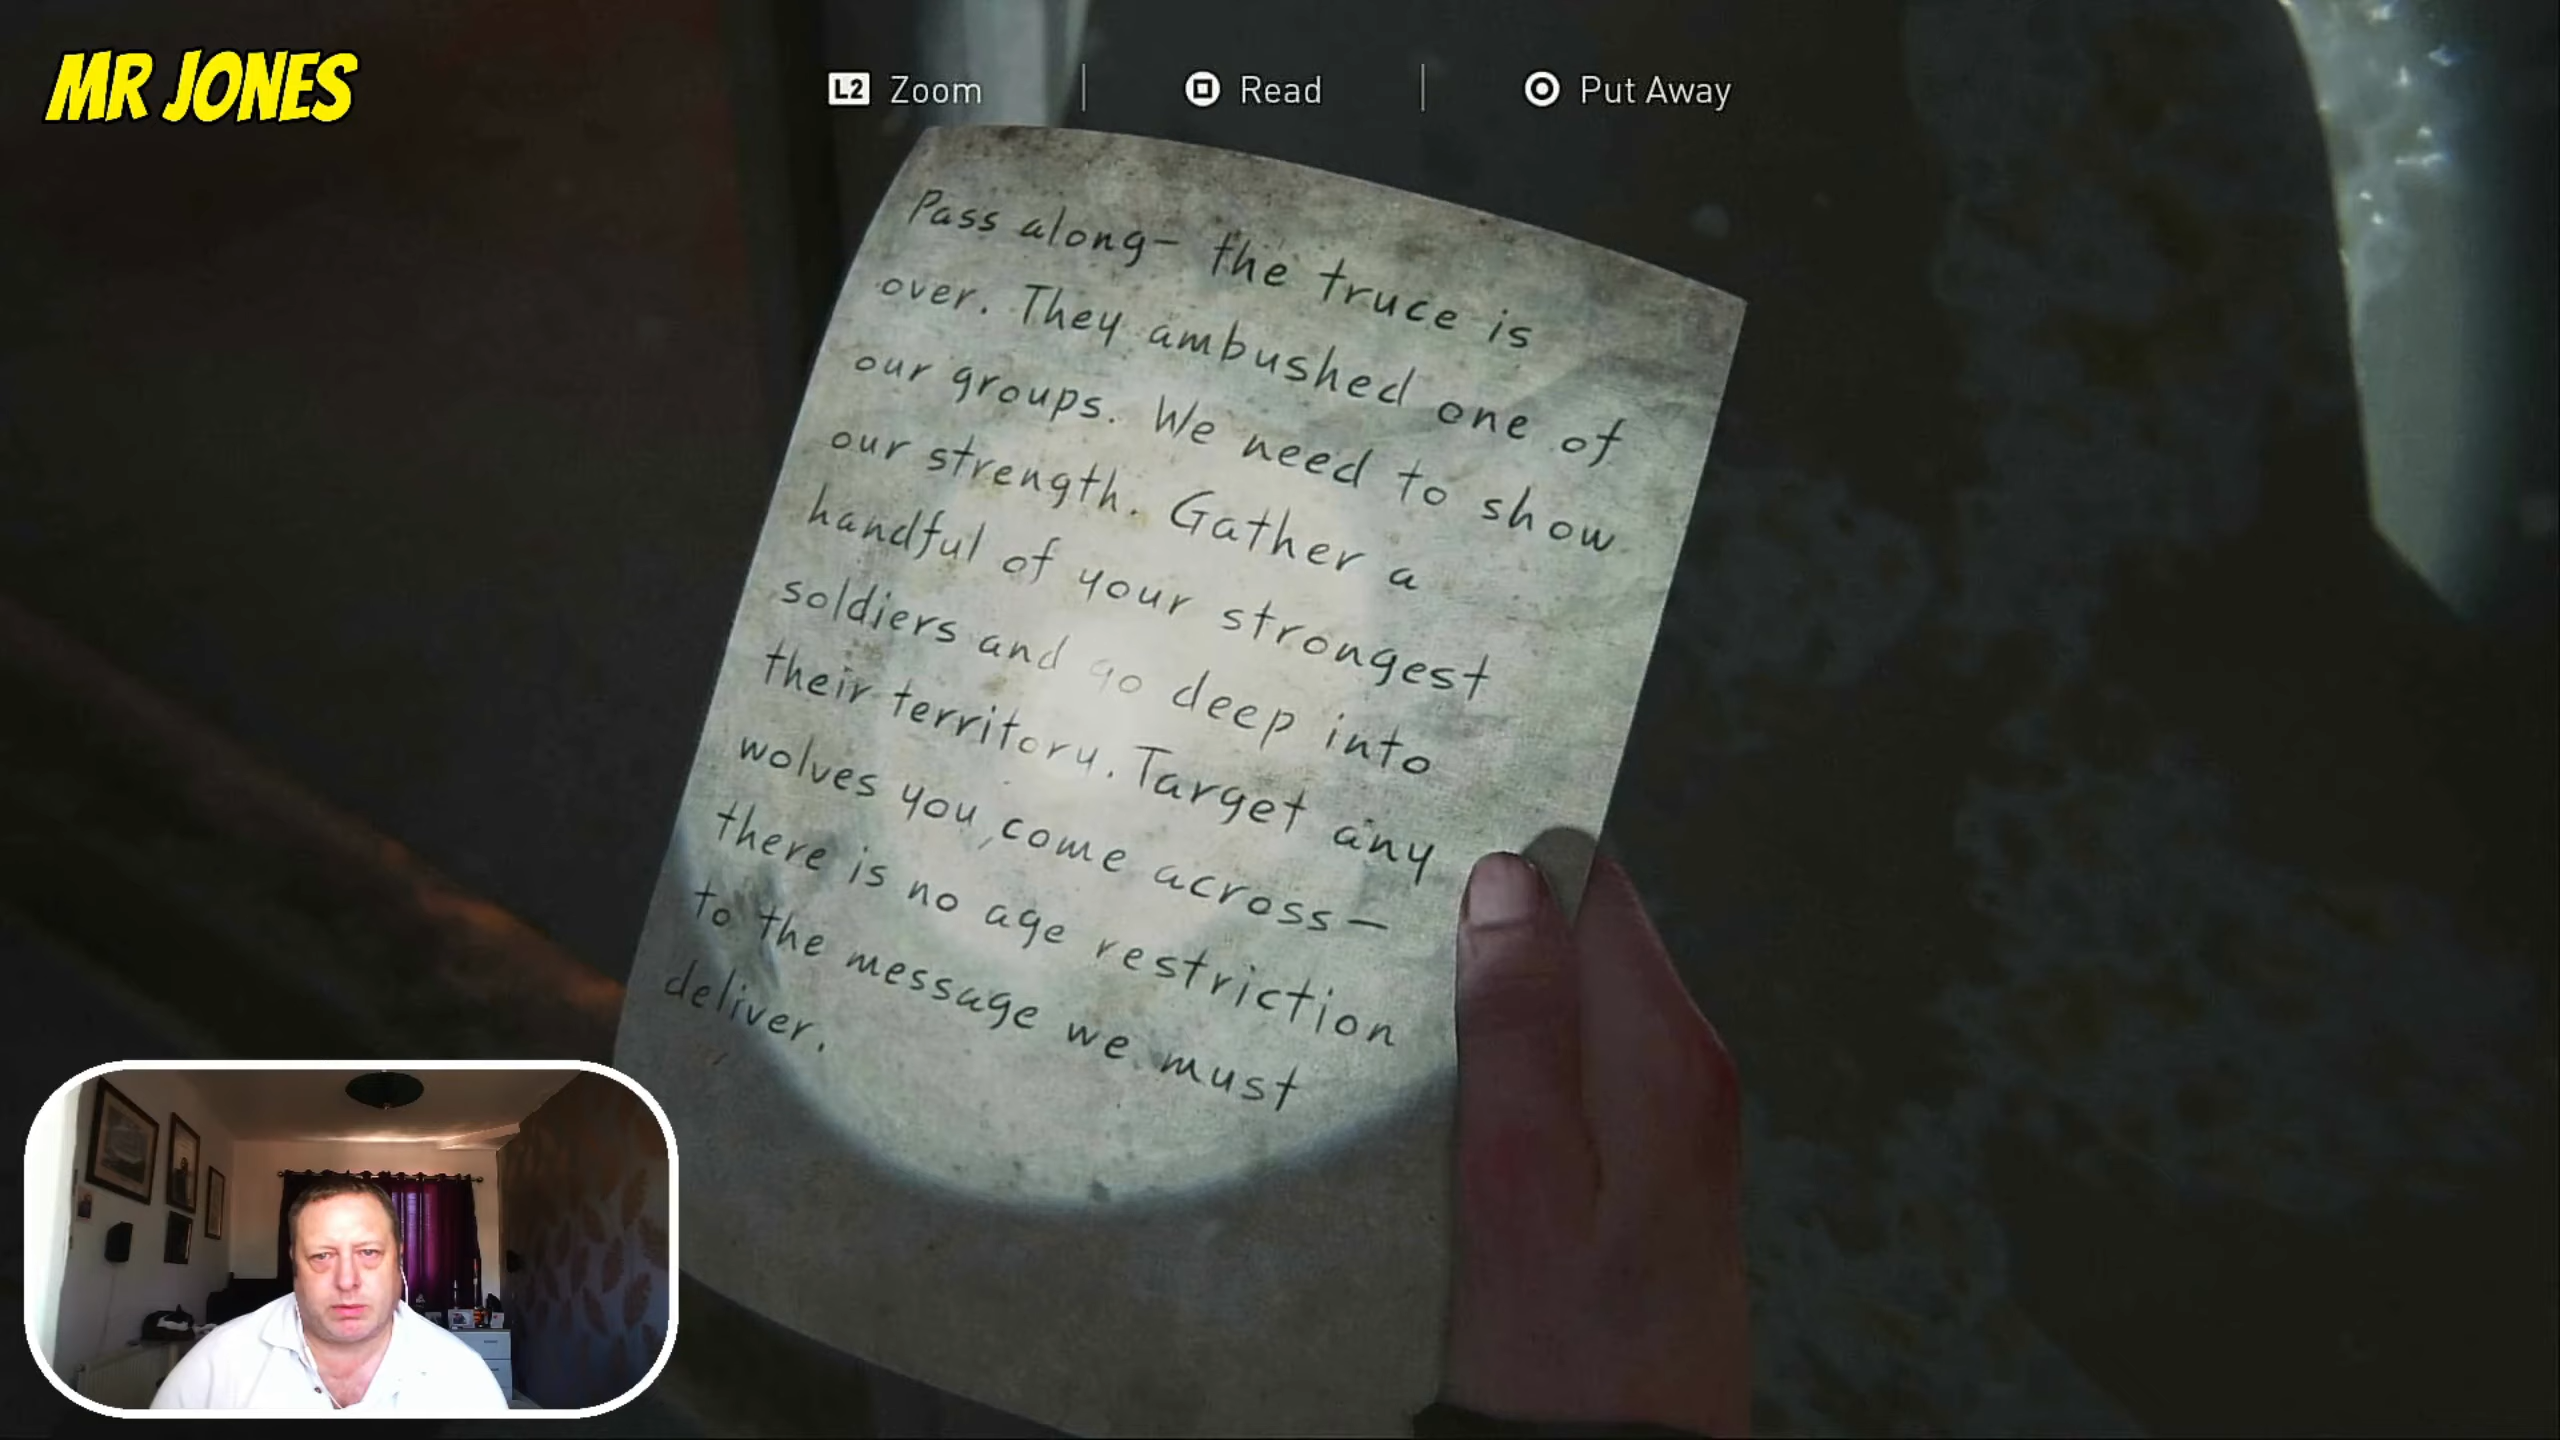 MR JONES
L2 Zoom | Read | Put Away
Pass along- the truce is
over. They ambushed one of
our groups. We need to show
our strength. Gather a
handful of your strongest
soldiers and go deep into
their territory. Target any
wolves you come across-
there is no age restriction
to the message we must
deliver.